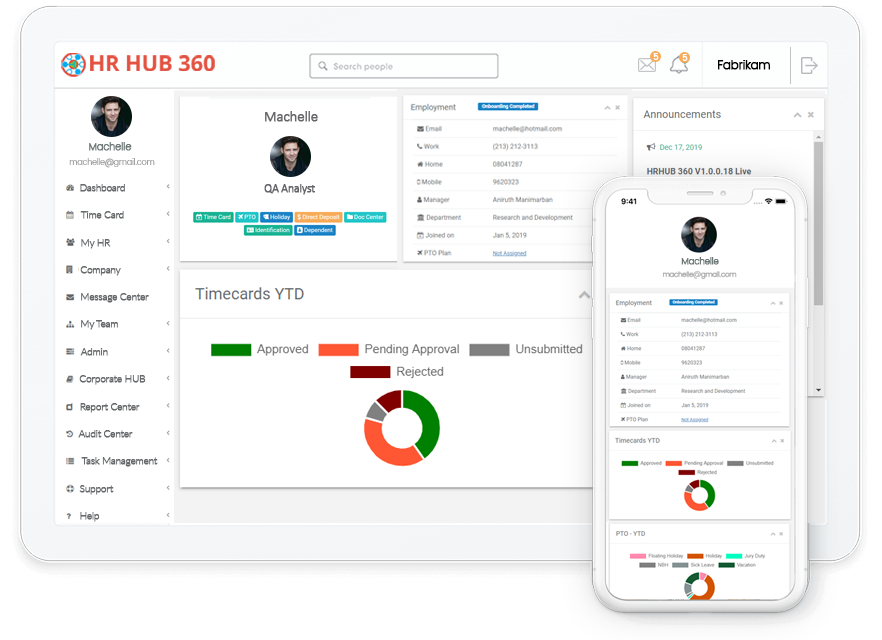 HR HUB 360
Search people
5
5
Fabrikam
Machelle
machelle@gmail.com
Dashboard
Time Card
My HR
Company
Message Center
My Team
Admin
Corporate HUB
Report Center
Audit Center
Task Management
Support
? Help
Machelle
QA Analyst
Time Card PTO Holiday $ Direct Deposit Doc Center
Identification Dependent
Employment Onboarding Completed
Email machelle@hotmail.com
Work (213) 212-3113
Home 08041287
Mobile 9620323
Manager Aniruth Manimarban
Department Research and Development
Joined on Jan 5, 2019
PTO Plan Not Assigned
Announcements
Dec 17, 2019
HRHUB 360 V1.0.0.18 Live
Timecards YTD
Approved Pending Approval Unsubmitted
Rejected
9:41
Machelle
machelle@gmail.com
Employment Onboarding Completed
Email machelle@hotmail.com
Work (213) 212-3113
Home 08041287
Mobile 9620323
Manager Aniruth Manimarban
Department Research and Development
Joined on Jan 5, 2019
PTO Plan Not Assigned
Timecards YTD
Approved Pending Approval Unsubmitted
Rejected
PTO - YTD
Floating Holiday Holiday Jury Duty
NBH Sick Leave Vacation